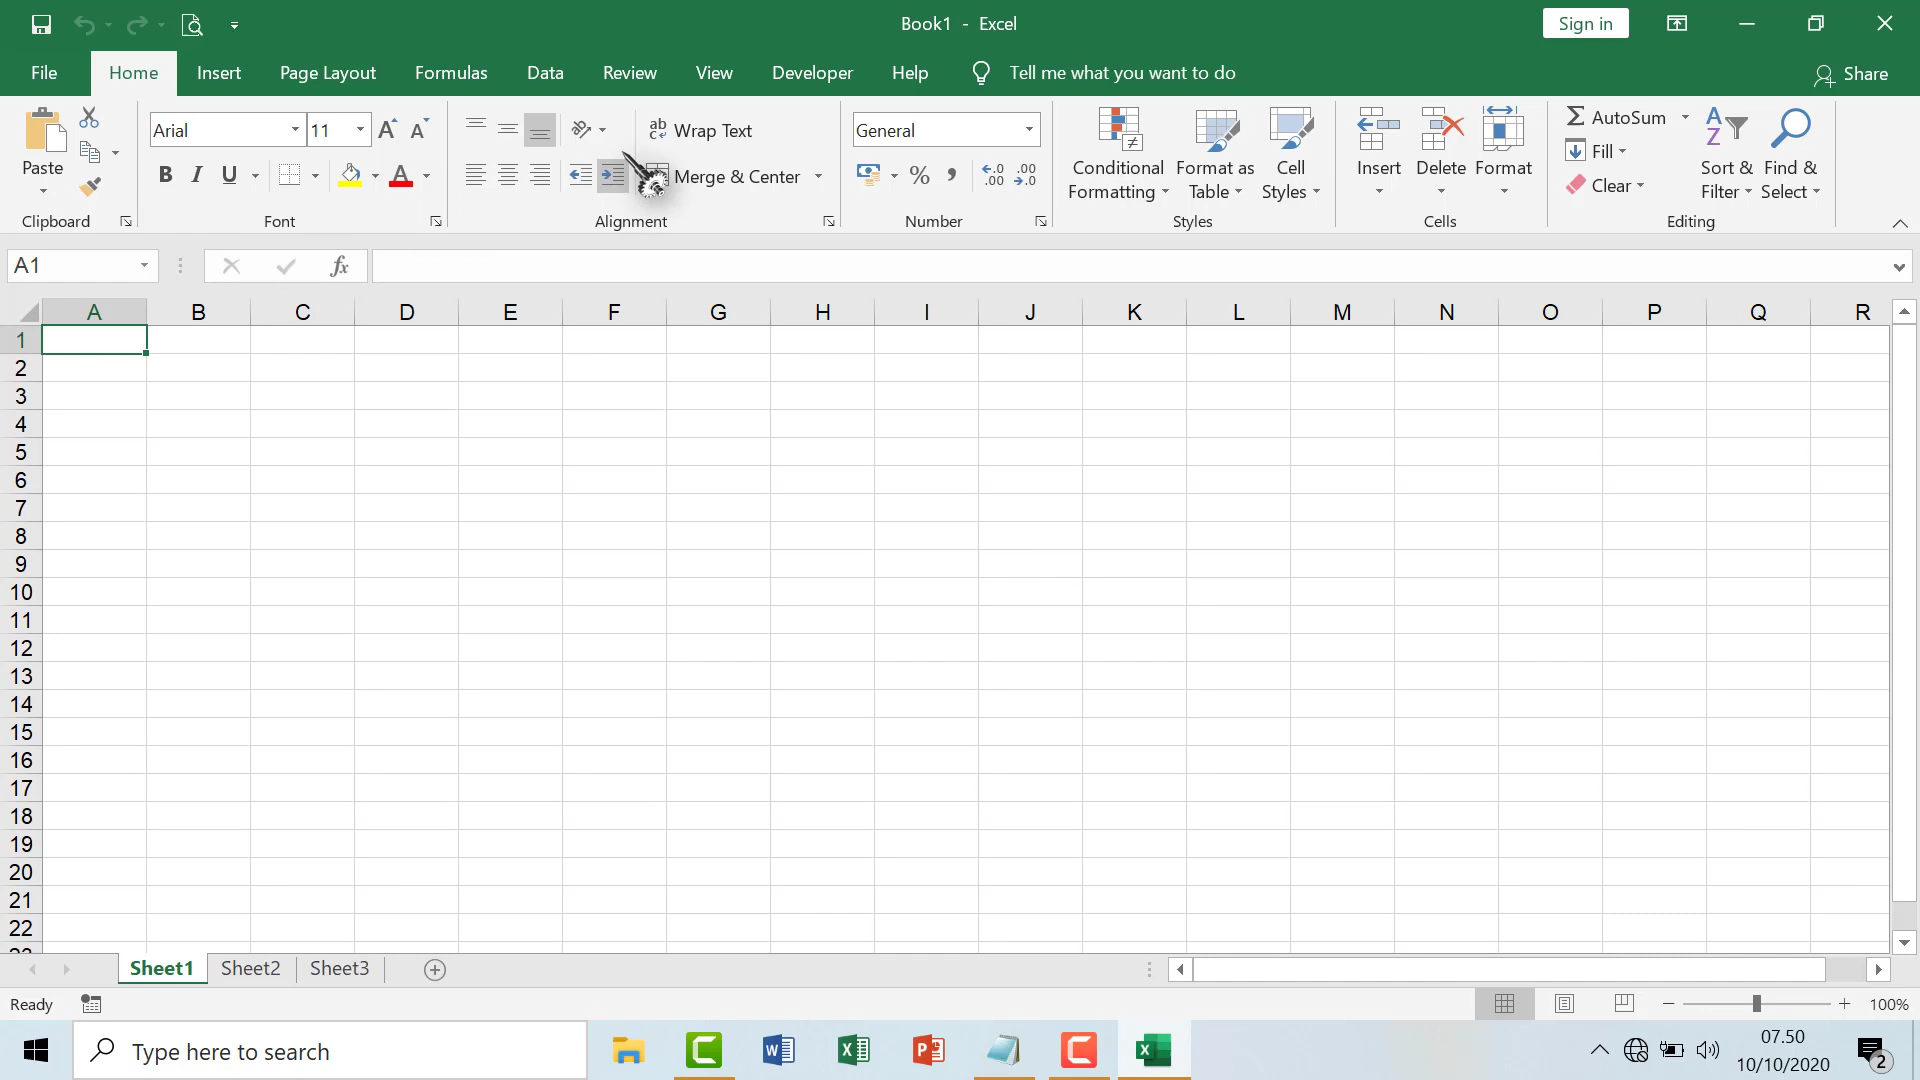 Book1 - Excel
Sign in
File Home Insert Page Layout Formulas Data Review View Developer Help Tell me what you want to do Share
Paste
Clipboard
Arial 11
B I U A
Font
Wrap Text
Merge & Center
Alignment
General
% , .00 .0
Number
Conditional Formatting
Format as Table
Cell Styles
Styles
Insert Delete Format
Cells
AutoSum
Fill
Clear
Sort & Filter
Find & Select
Editing
A1 fx
A B C D E F G H I J K L M N O P Q R
1
2
3
4
5
6
7
8
9
10
11
12
13
14
15
16
17
18
19
20
21
22
Sheet1 Sheet2 Sheet3
Ready 100%
Type here to search
07.50
10/10/2020
2